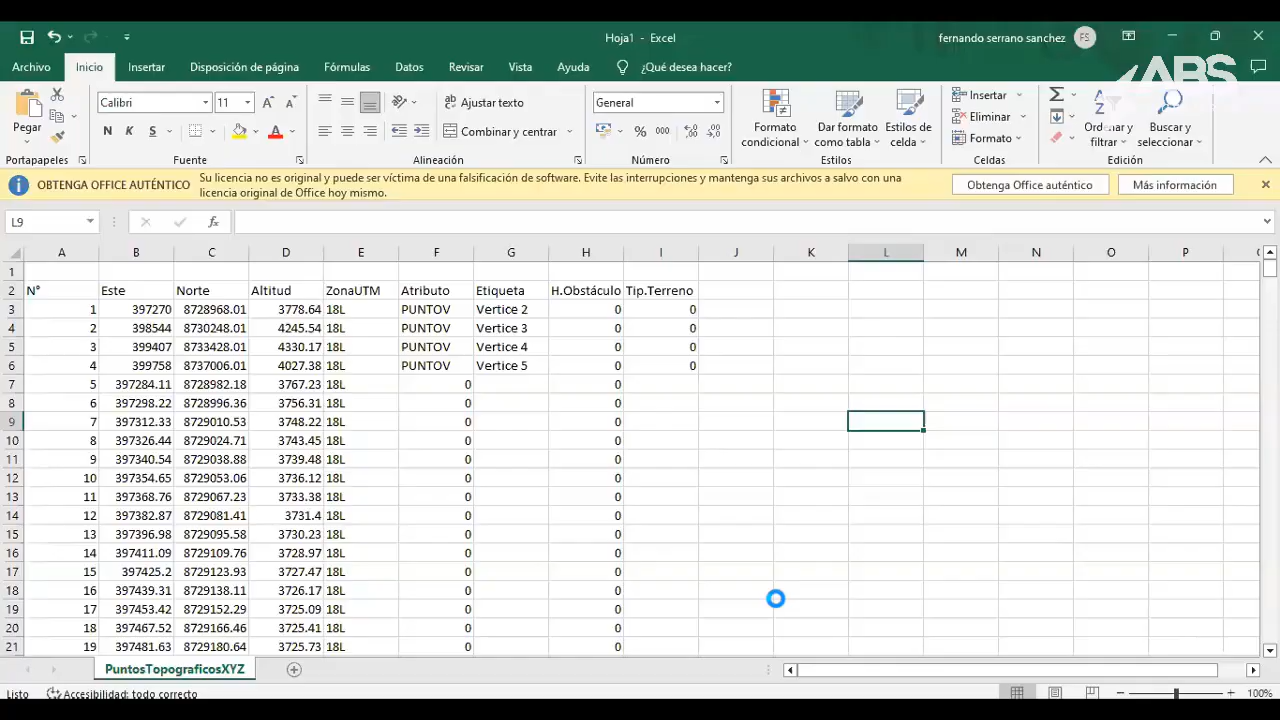 Hoja1 - Excel
fernando serrano sanchez FS
ABS
Archivo Inicio Insertar Disposición de página Fórmulas Datos Revisar Vista Ayuda ¿Qué desea hacer?
Pegar
Calibri 11
N K S
Ajustar texto
Combinar y centrar
General
% 000
Formato condicional
Dar formato como tabla
Estilos de celda
Insertar
Eliminar
Formato
Ordenar y filtrar
Buscar y seleccionar
Portapapeles Fuente Alineación Número Estilos Celdas Edición
OBTENGA OFFICE AUTÉNTICO
Su licencia no es original y puede ser víctima de una falsificación de software. Evite las interrupciones y mantenga sus archivos a salvo con una
licencia original de Office hoy mismo.
Obtenga Office auténtico Más información
L9 fx
A B C D E F G H I J K L M N O P
1
2 N° Este Norte Altitud ZonaUTM Atributo Etiqueta H.Obstáculo Tip.Terreno
3 1 397270 8728968.01 3778.64 18L PUNTOV Vertice 2 0 0
4 2 398544 8730248.01 4245.54 18L PUNTOV Vertice 3 0 0
5 3 399407 8733428.01 4330.17 18L PUNTOV Vertice 4 0 0
6 4 399758 8737006.01 4027.38 18L PUNTOV Vertice 5 0 0
7 5 397284.11 8728982.18 3767.23 18L 0 0
8 6 397298.22 8728996.36 3756.31 18L 0 0
9 7 397312.33 8729010.53 3748.22 18L 0 0
10 8 397326.44 8729024.71 3743.45 18L 0 0
11 9 397340.54 8729038.88 3739.48 18L 0 0
12 10 397354.65 8729053.06 3736.12 18L 0 0
13 11 397368.76 8729067.23 3733.38 18L 0 0
14 12 397382.87 8729081.41 3731.4 18L 0 0
15 13 397396.98 8729095.58 3730.23 18L 0 0
16 14 397411.09 8729109.76 3728.97 18L 0 0
17 15 397425.2 8729123.93 3727.47 18L 0 0
18 16 397439.31 8729138.11 3726.17 18L 0 0
19 17 397453.42 8729152.29 3725.09 18L 0 0
20 18 397467.52 8729166.46 3725.41 18L 0 0
21 19 397481.63 8729180.64 3725.73 18L 0 0
PuntosTopograficosXYZ
Listo Accesibilidad: todo correcto 100%